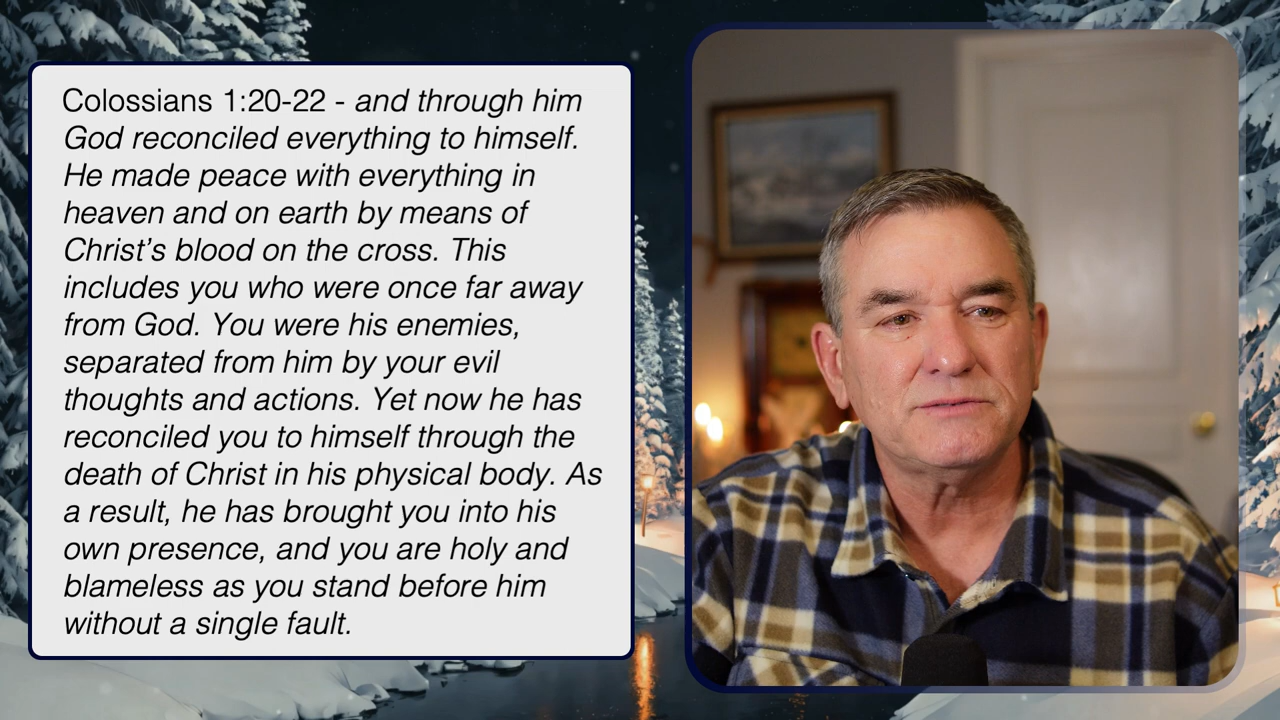 Colossians 1:20-22 - and through him
God reconciled everything to himself.
He made peace with everything in
heaven and on earth by means of
Christ’s blood on the cross. This
includes you who were once far away
from God. You were his enemies,
separated from him by your evil
thoughts and actions. Yet now he has
reconciled you to himself through the
death of Christ in his physical body. As
a result, he has brought you into his
own presence, and you are holy and
blameless as you stand before him
without a single fault.